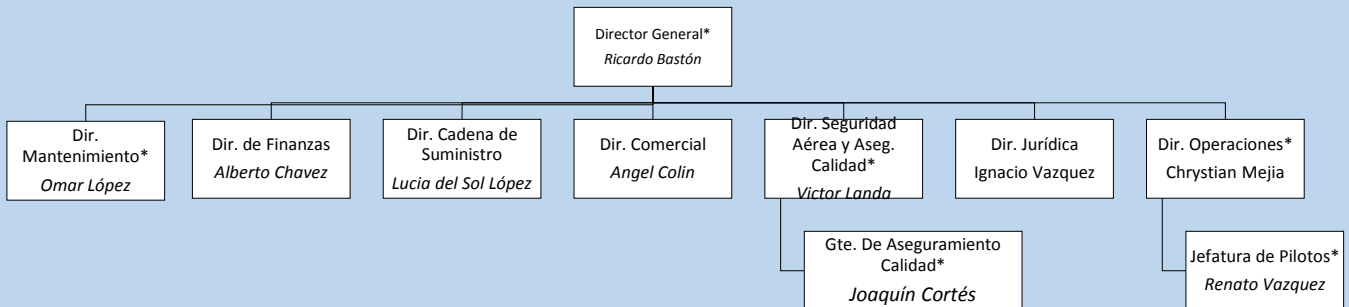 Director General*
Ricardo Bastón
Dir.
Mantenimiento*
Omar López
Dir. de Finanzas
Alberto Chavez
Dir. Cadena de
Suministro
Lucia del Sol López
Dir. Comercial
Angel Colin
Dir. Seguridad
Aérea y Aseg.
Calidad*
Victor Landa
Dir. Jurídica
Ignacio Vazquez
Dir. Operaciones*
Chrystian Mejia
Gte. De Aseguramiento
Calidad*
Joaquín Cortés
Jefatura de Pilotos*
Renato Vazquez